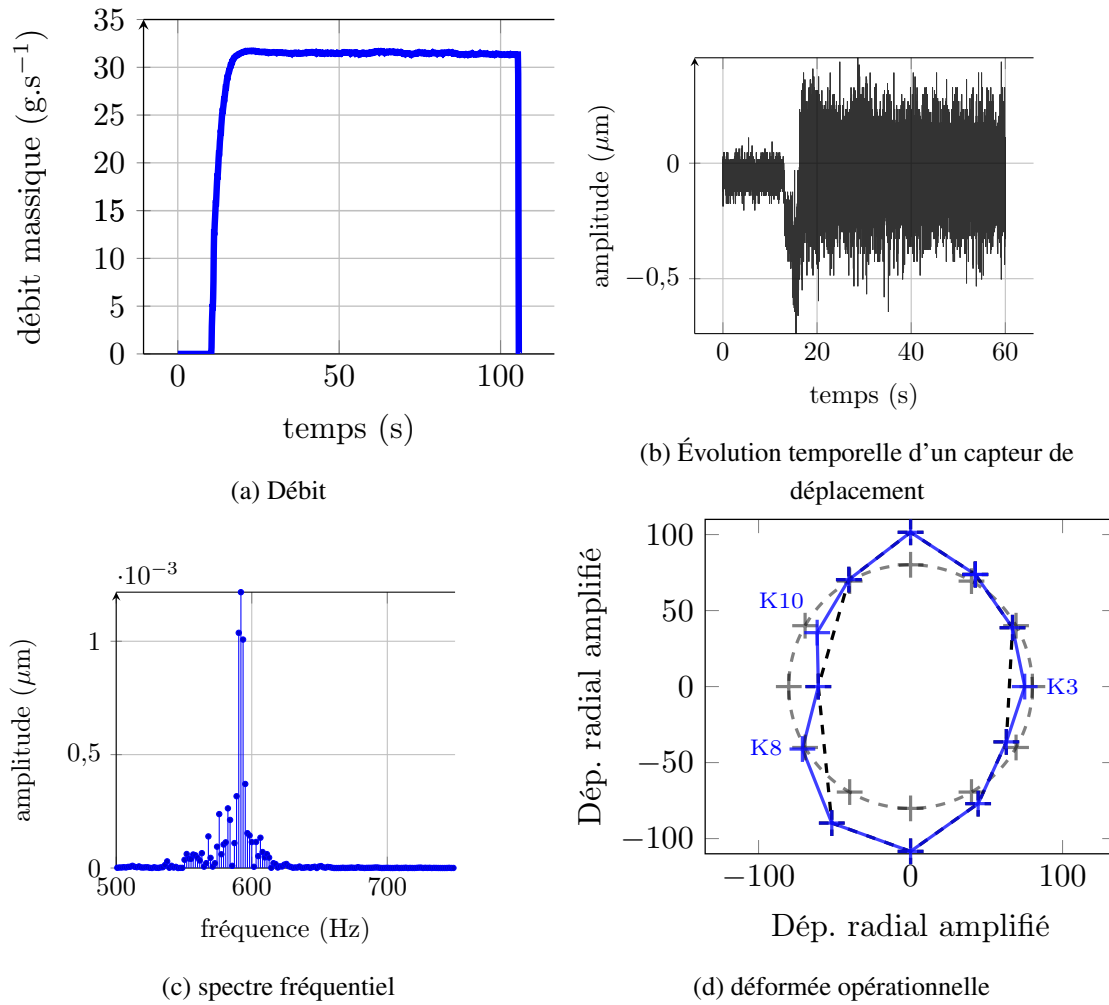 35
30
25
20
15
10
5
0
débit massique (g.s⁻¹)
0 50 100
temps (s)
(a) Débit
0
−0,5
amplitude (μm)
0 20 40 60
temps (s)
(b) Évolution temporelle d'un capteur de
déplacement
·10⁻³
1
0,5
0
amplitude (μm)
500 600 700
fréquence (Hz)
(c) spectre fréquentiel
100
50
0
−50
−100
Dép. radial amplifié
K10
K3
K8
−100 0 100
Dép. radial amplifié
(d) déformée opérationnelle